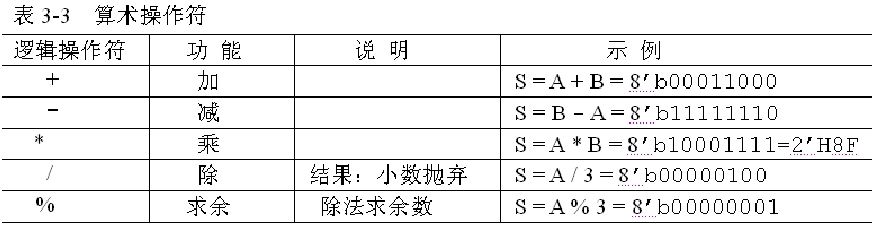 表 3-3 算术操作符
逻辑操作符 功 能 说 明 示 例
+ 加 S = A + B = 8′b00011000
− 减 S = B − A = 8′b11111110
* 乘 S = A * B = 8′b10001111=2′H8F
/ 除 结果：小数抛弃 S = A / 3 = 8′b00000100
% 求余 除法求余数 S = A % 3 = 8′b00000001